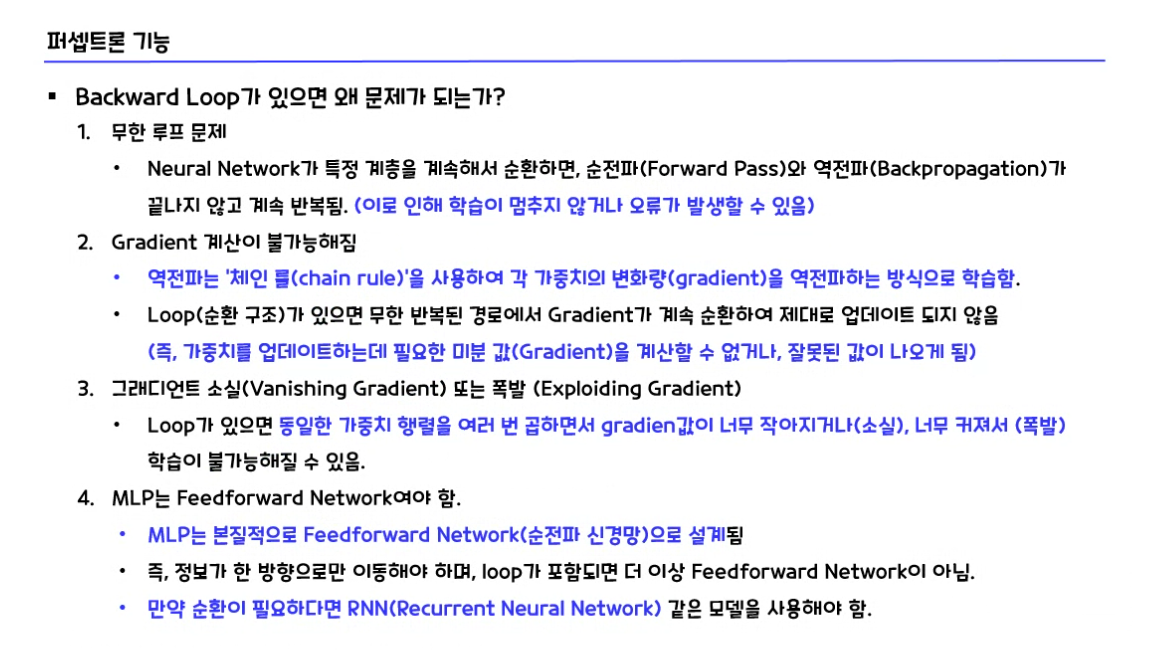 퍼셉트론 기능
▪ Backward Loop가 있으면 왜 문제가 되는가?
1. 무한 루프 문제
• Neural Network가 특정 계층을 계속해서 순환하면, 순전파(Forward Pass)와 역전파(Backpropagation)가
끝나지 않고 계속 반복됨. (이로 인해 학습이 멈추지 않거나 오류가 발생할 수 있음)
2. Gradient 계산이 불가능해짐
• 역전파는 '체인 룰(chain rule)'을 사용하여 각 가중치의 변화량(gradient)을 역전파하는 방식으로 학습함.
• Loop(순환 구조)가 있으면 무한 반복된 경로에서 Gradient가 계속 순환하여 제대로 업데이트 되지 않음
(즉, 가중치를 업데이트하는데 필요한 미분 값(Gradient)을 계산할 수 없거나, 잘못된 값이 나오게 됨)
3. 그래디언트 소실(Vanishing Gradient) 또는 폭발 (Exploiding Gradient)
• Loop가 있으면 동일한 가중치 행렬을 여러 번 곱하면서 gradien값이 너무 작아지거나(소실), 너무 커져서 (폭발)
학습이 불가능해질 수 있음.
4. MLP는 Feedforward Network여야 함.
• MLP는 본질적으로 Feedforward Network(순전파 신경망)으로 설계됨
• 즉, 정보가 한 방향으로만 이동해야 하며, loop가 포함되면 더 이상 Feedforward Network이 아님.
• 만약 순환이 필요하다면 RNN(Recurrent Neural Network) 같은 모델을 사용해야 함.